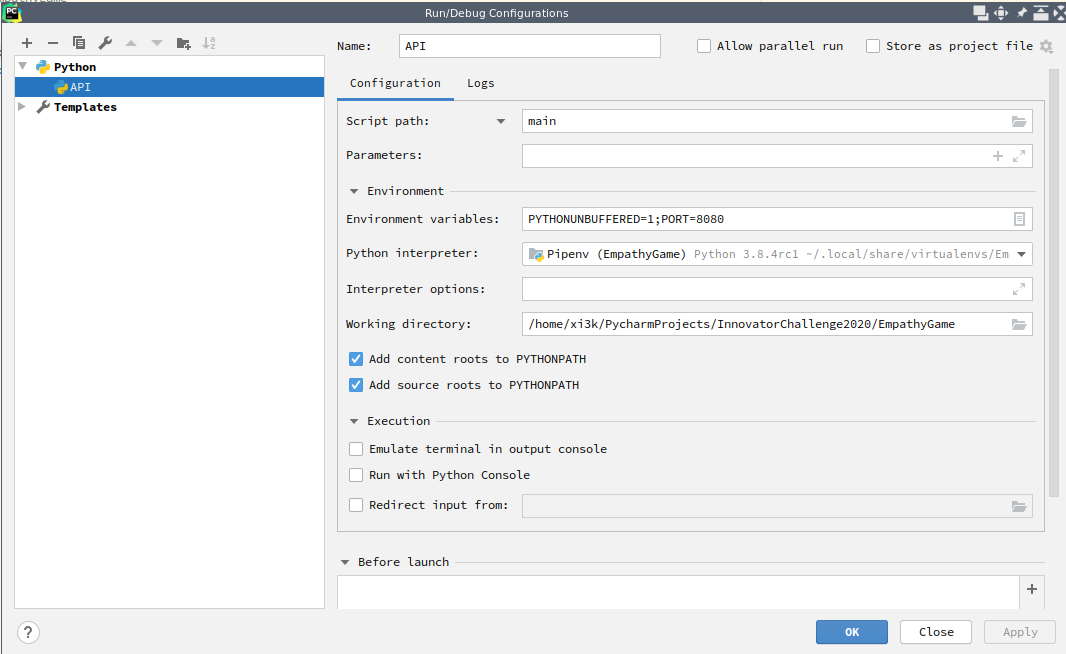 Run/Debug Configurations
Name: API Allow parallel run Store as project file
Python
API
Templates
Configuration Logs
Script path: main
Parameters:
Environment
Environment variables: PYTHONUNBUFFERED=1;PORT=8080
Python interpreter: Pipenv (EmpathyGame) Python 3.8.4rc1 ~/.local/share/virtualenvs/Em
Interpreter options:
Working directory: /home/xi3k/PycharmProjects/InnovatorChallenge2020/EmpathyGame
Add content roots to PYTHONPATH
Add source roots to PYTHONPATH
Execution
Emulate terminal in output console
Run with Python Console
Redirect input from:
Before launch
? OK Close Apply